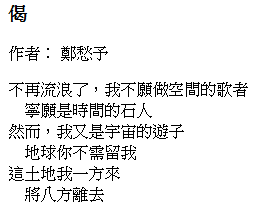 偈
作者： 鄭愁予
不再流浪了，我不願做空間的歌者
寧願是時間的石人
然而，我又是宇宙的遊子
地球你不需留我
這土地我一方來
將八方離去